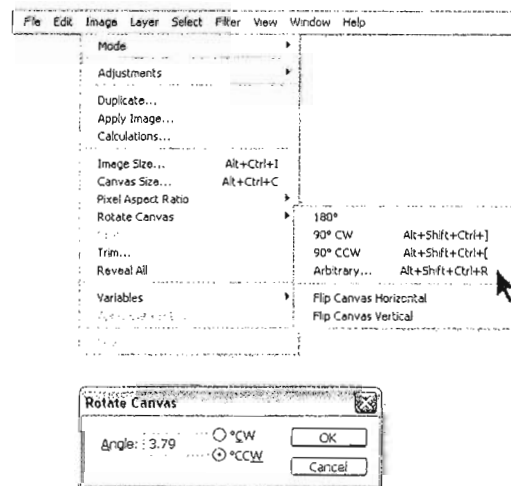 File Edit Image Layer Select Filter View Window Help
Mode
Adjustments
Duplicate...
Apply Image...
Calculations...
Image Size... Alt+Ctrl+I
Canvas Size... Alt+Ctrl+C
Pixel Aspect Ratio
Rotate Canvas
180°
90° CW Alt+Shift+Ctrl+]
Trim...
90° CCW Alt+Shift+Ctrl+[
Reveal All
Arbitrary... Alt+Shift+Ctrl+R
Variables
Flip Canvas Horizontal
Flip Canvas Vertical
Rotate Canvas
Angle: 3.79 °CW OK
°CCW
Cancel